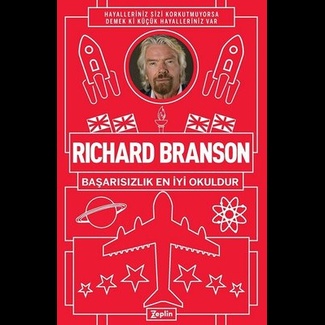 HAYALLERİNİZ SİZİ KORKUTMUYORSA
DEMEK Kİ KÜÇÜK HAYALLERİNİZ VAR
RICHARD BRANSON
BAŞARISIZLIK EN İYİ OKULDUR
Zeplin